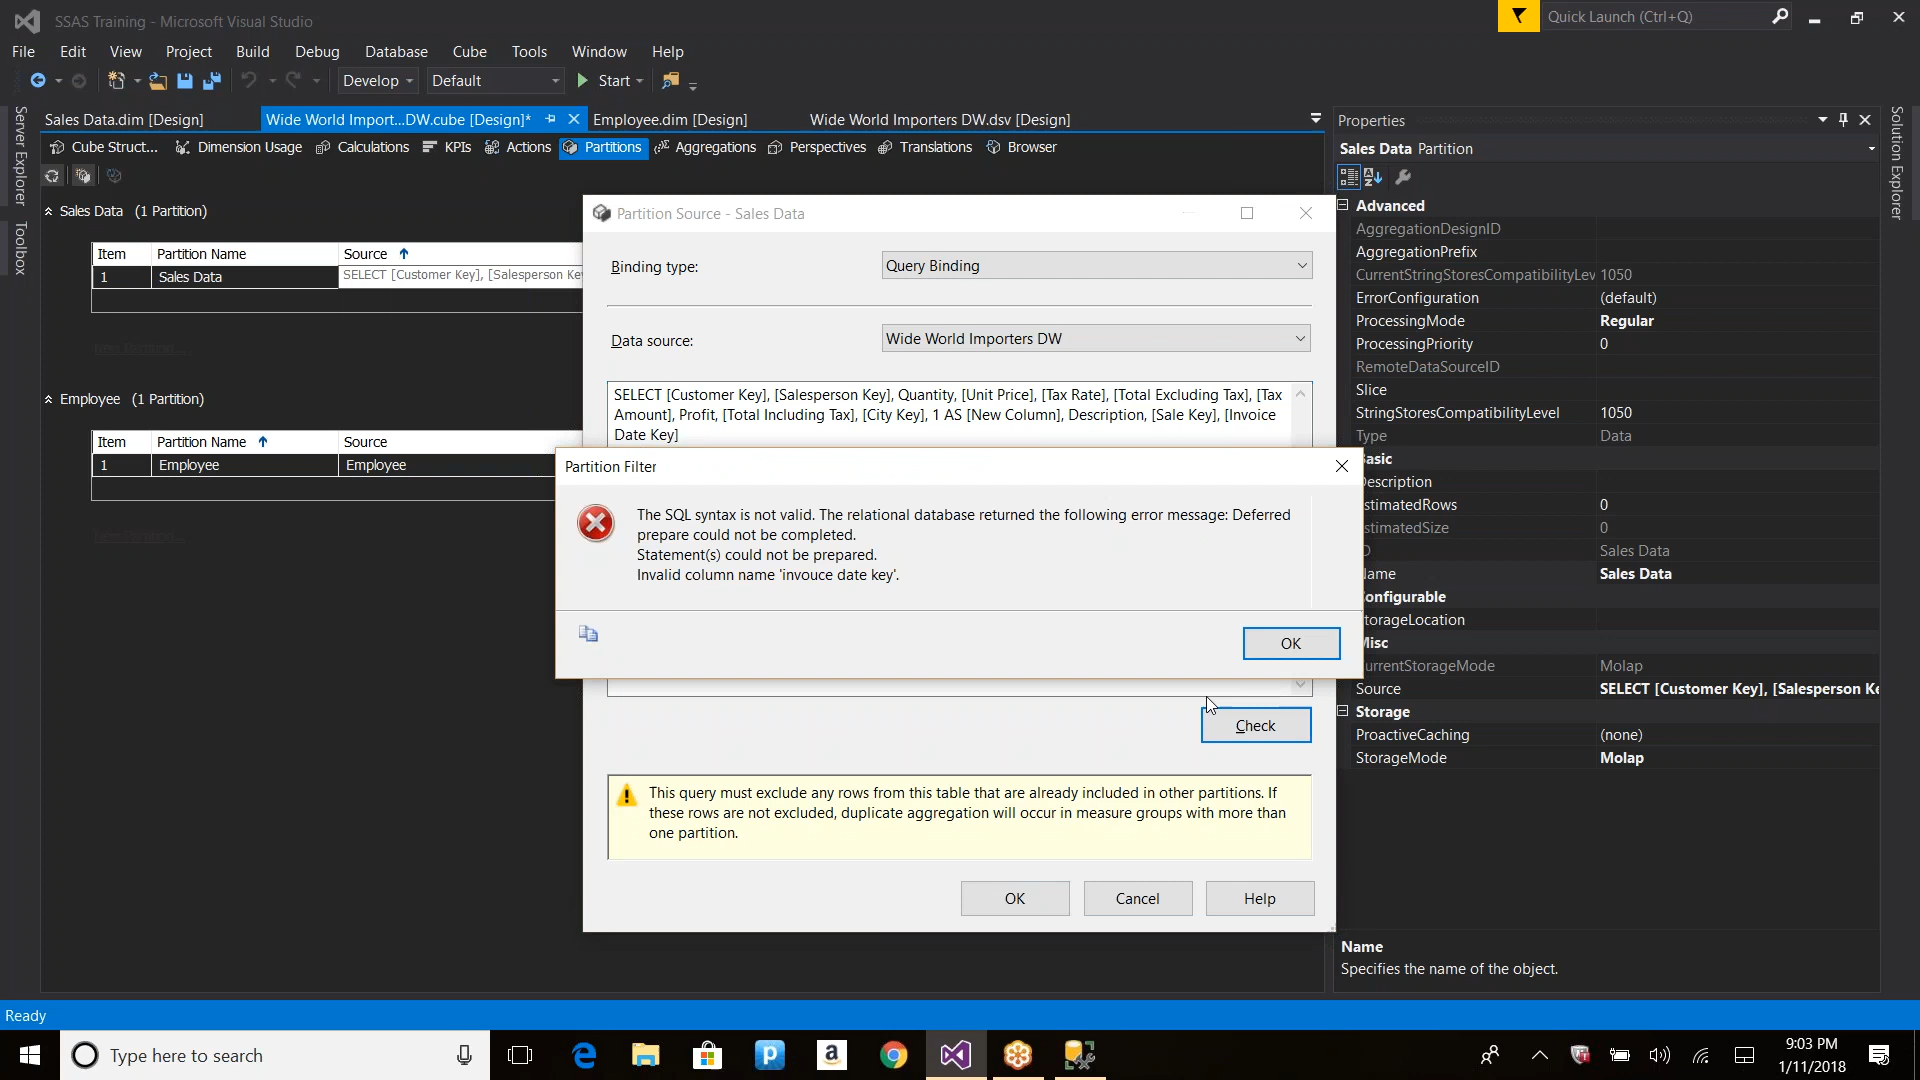 SSAS Training - Microsoft Visual Studio
Quick Launch (Ctrl+Q)
File Edit View Project Build Debug Database Cube Tools Window Help
Develop Default Start
Server Explorer
Toolbox
Solution Explorer
Sales Data.dim [Design] Wide World Import...DW.cube [Design]* Employee.dim [Design] Wide World Importers DW.dsv [Design]
Cube Struct... Dimension Usage Calculations KPIs Actions Partitions Aggregations Perspectives Translations Browser
Sales Data (1 Partition)
Item Partition Name Source
1 Sales Data SELECT [Customer Key], [Salesperson Key
Employee (1 Partition)
Item Partition Name Source
1 Employee Employee
Partition Source - Sales Data
Binding type: Query Binding
Data source: Wide World Importers DW
SELECT [Customer Key], [Salesperson Key], Quantity, [Unit Price], [Tax Rate], [Total Excluding Tax], [Tax
Amount], Profit, [Total Including Tax], [City Key], 1 AS [New Column], Description, [Sale Key], [Invoice
Date Key]
Partition Filter
The SQL syntax is not valid. The relational database returned the following error message: Deferred
prepare could not be completed.
Statement(s) could not be prepared.
Invalid column name 'invouce date key'.
OK
Check
This query must exclude any rows from this table that are already included in other partitions. If
these rows are not excluded, duplicate aggregation will occur in measure groups with more than
one partition.
OK Cancel Help
Properties
Sales Data Partition
Advanced
AggregationDesignID
AggregationPrefix
CurrentStringStoresCompatibilityLev 1050
ErrorConfiguration (default)
ProcessingMode Regular
ProcessingPriority 0
RemoteDataSourceID
Slice
StringStoresCompatibilityLevel 1050
Type Data
asic
escription
stimatedRows 0
stimatedSize 0
D Sales Data
ame Sales Data
onfigurable
torageLocation
isc
urrentStorageMode Molap
Source SELECT [Customer Key], [Salesperson Ke
Storage
ProactiveCaching (none)
StorageMode Molap
Name
Specifies the name of the object.
Ready
Type here to search
9:03 PM
1/11/2018